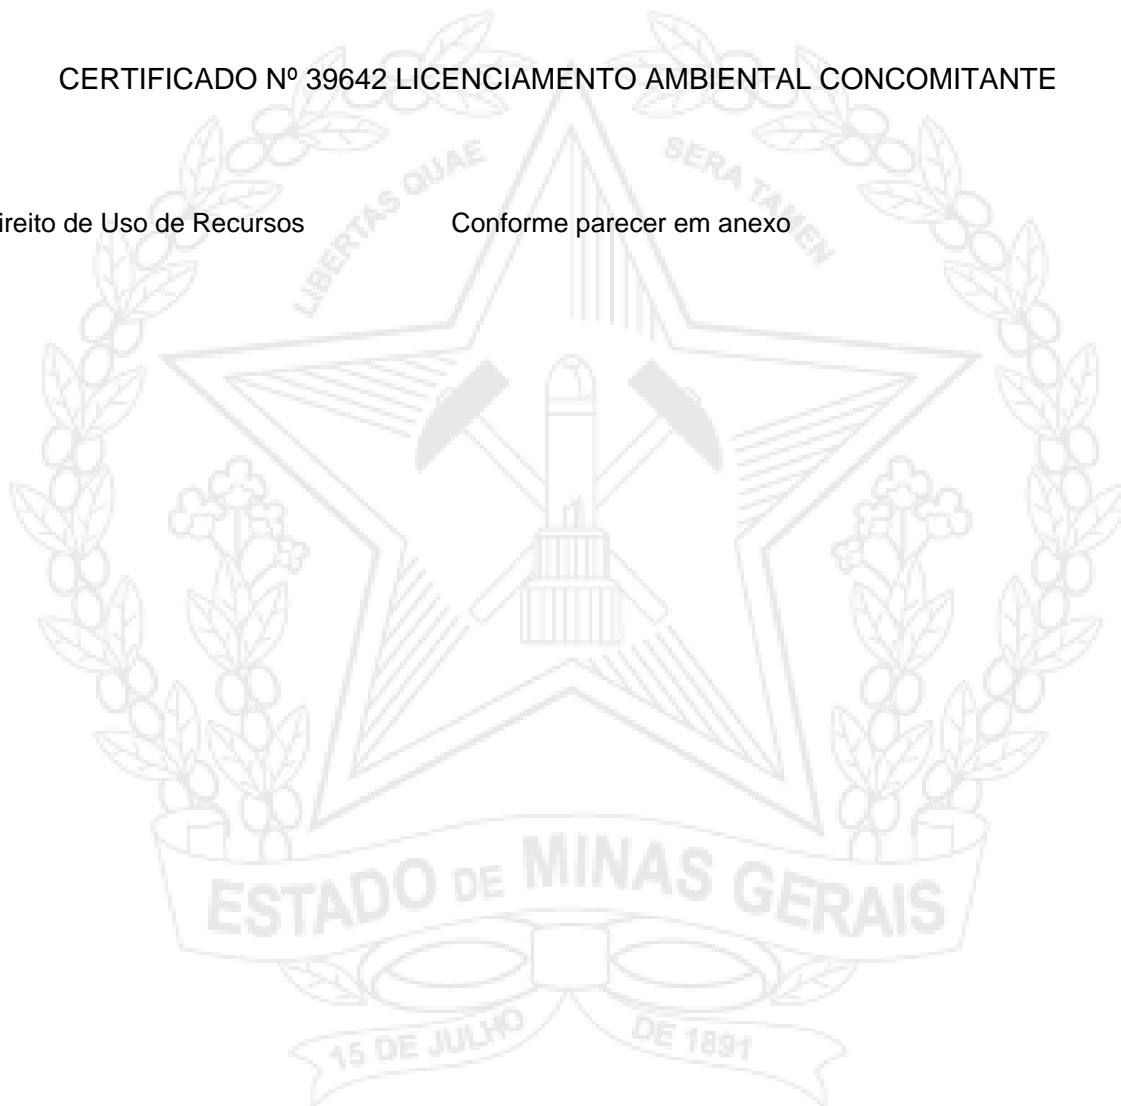 CERTIFICADO Nº 39642 LICENCIAMENTO AMBIENTAL CONCOMITANTE
LIBERTAS QUAE SERA TAMEN
ireito de Uso de Recursos Conforme parecer em anexo
ESTADO DE MINAS GERAIS
15 DE JULHO DE 1891